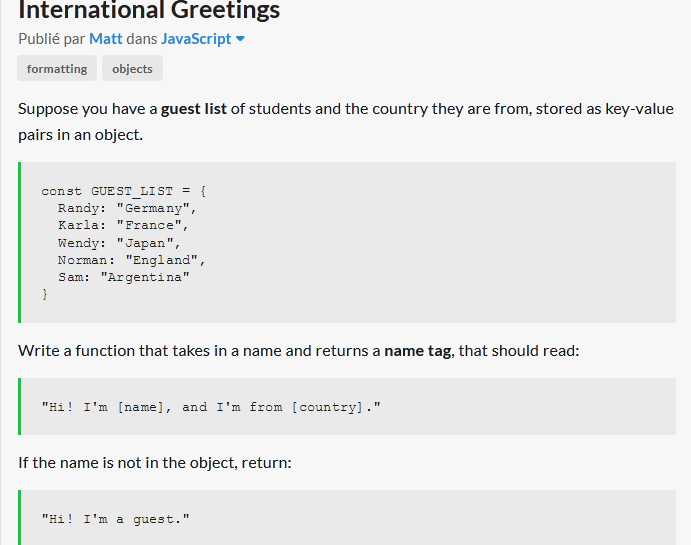 International Greetings
Publié par Matt dans JavaScript
formatting objects
Suppose you have a guest list of students and the country they are from, stored as key-value
pairs in an object.
const GUEST_LIST = {
  Randy: "Germany",
  Karla: "France",
  Wendy: "Japan",
  Norman: "England",
  Sam: "Argentina"
}
Write a function that takes in a name and returns a name tag, that should read:
"Hi! I'm [name], and I'm from [country]."
If the name is not in the object, return:
"Hi! I'm a guest."